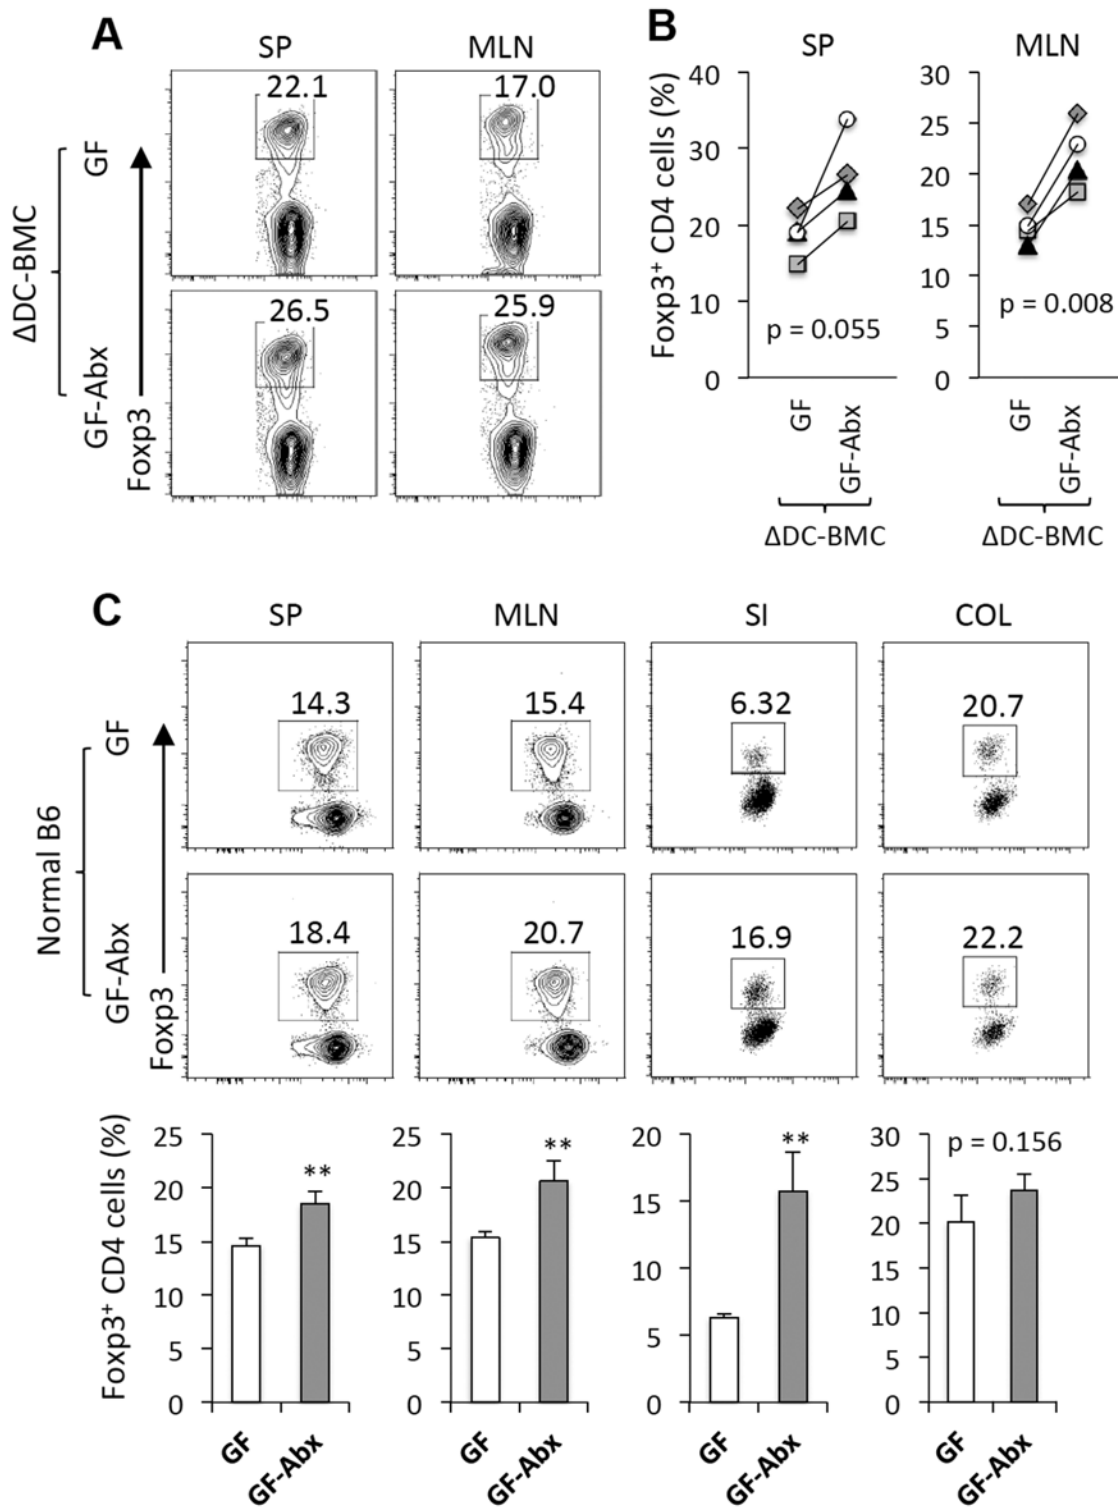 A
SP
MLN
22.1
17.0
26.5
25.9
ΔDC-BMC
GF
GF-Abx
Foxp3
B
SP
MLN
Foxp3⁺ CD4 cells (%)
40
30
20
10
0
p = 0.055
GF
GF-Abx
ΔDC-BMC
30
25
20
15
10
5
0
p = 0.008
GF
GF-Abx
ΔDC-BMC
C
SP
MLN
SI
COL
14.3
15.4
6.32
20.7
18.4
20.7
16.9
22.2
Normal B6
GF
GF-Abx
Foxp3
Foxp3⁺ CD4 cells (%)
25
20
15
10
5
0
**
GF
GF-Abx
25
20
15
10
5
0
**
GF
GF-Abx
20
15
10
5
0
**
GF
GF-Abx
30
25
20
15
10
5
0
p = 0.156
GF
GF-Abx